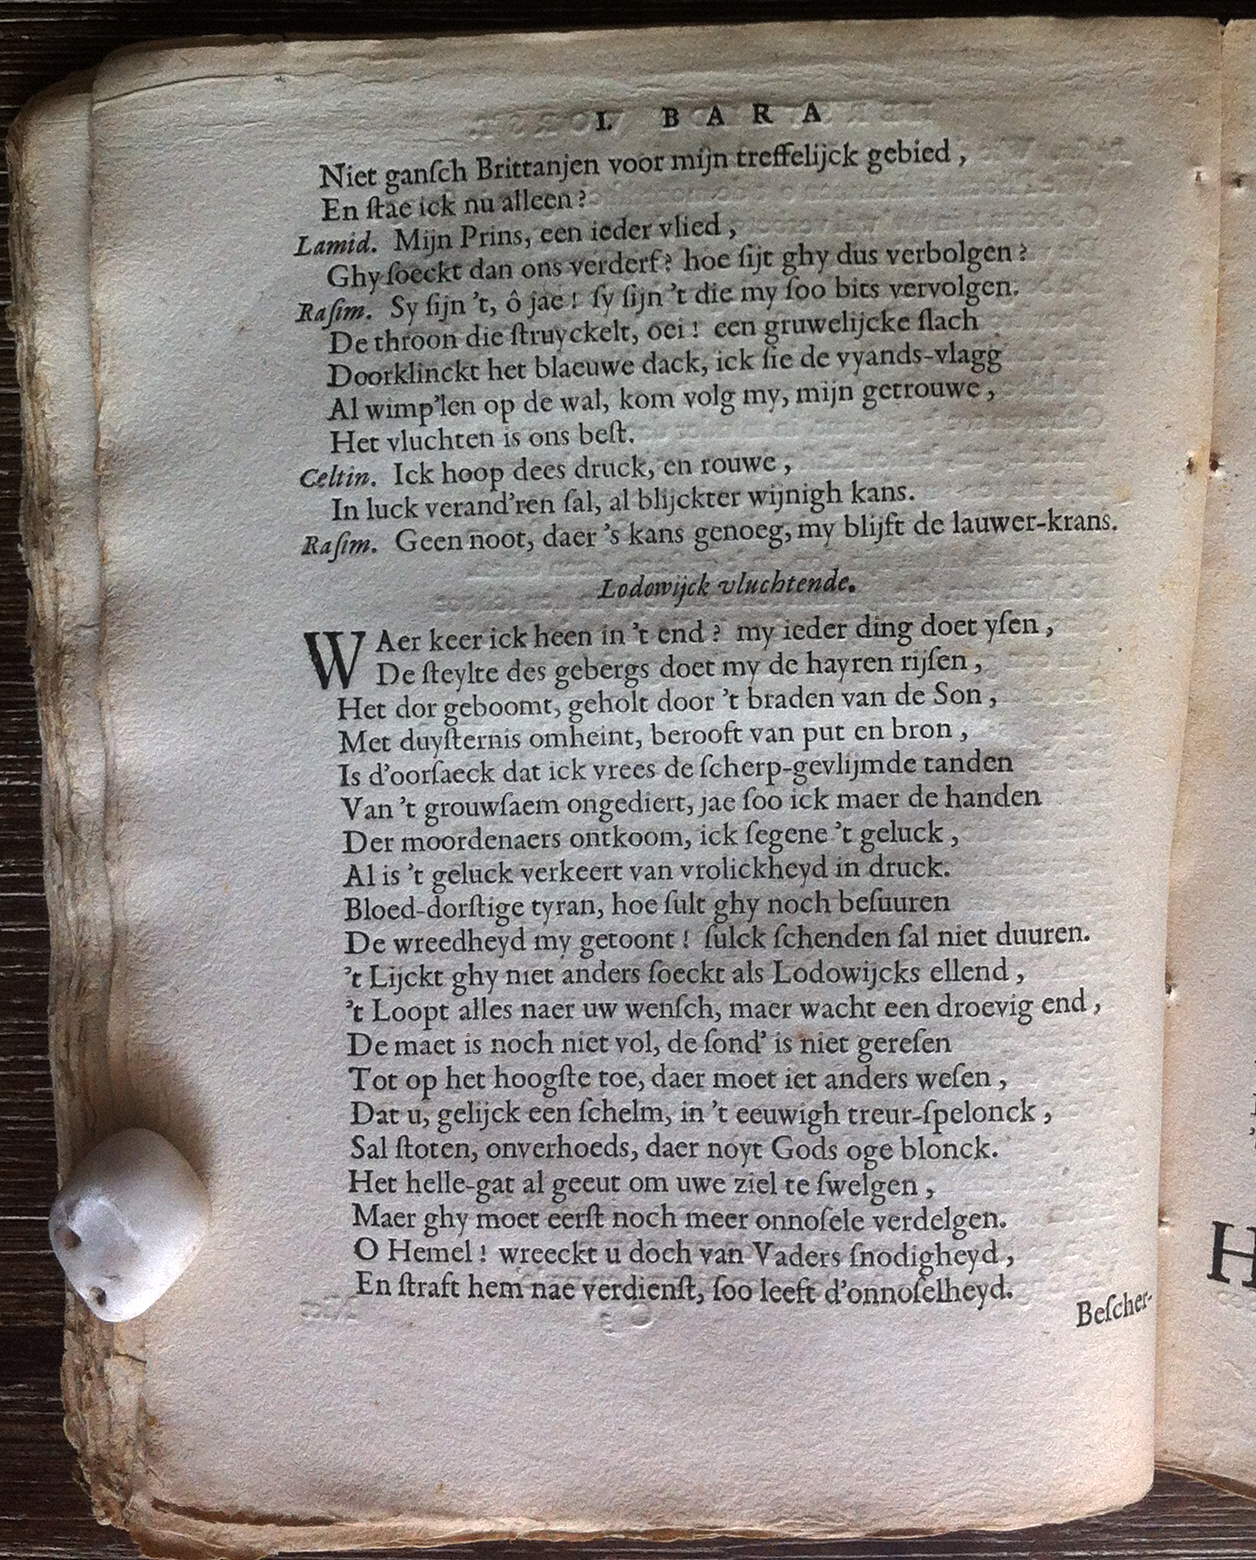 I. BARA
Niet ganſch Brittanjen voor mijn treffelijck gebied,
En ſtae ick nu alleen?
Lamid. Mijn Prins, een ieder vlied,
Ghy ſoeckt dan ons verderf? hoe ſijt ghy dus verbolgen?
Raſim. Sy ſijn 't, ô jae! ſy ſijn 't die my ſoo bits vervolgen.
De throon die ſtruyckelt, oei! een gruwelijcke ſlach
Doorklinckt het blaeuwe dack, ick ſie de vyands-vlagg
Al wimp'len op de wal, kom volg my, mijn getrouwe,
Het vluchten is ons beſt.
Celtin. Ick hoop dees druck, en rouwe,
In luck verand'ren ſal, al blijckter wijnigh kans.
Raſim. Geen noot, daer 's kans genoeg, my blijft de lauwer-krans.
Lodowijck vluchtende.
WAer keer ick heen in 't end? my ieder ding doet yſen,
De ſteylte des gebergs doet my de hayren rijſen,
Het dor geboomt, geholt door 't braden van de Son,
Met duyſternis omheint, berooft van put en bron,
Is d'oorſaeck dat ick vrees de ſcherp-gevlijmde tanden
Van 't grouwſaem ongediert, jae ſoo ick maer de handen
Der moordenaers ontkoom, ick ſegene 't geluck,
Al is 't geluck verkeert van vrolickheyd in druck.
Bloed-dorſtige tyran, hoe ſult ghy noch beſuuren
De wreedheyd my getoont! ſulck ſchenden ſal niet duuren.
't Lijckt ghy niet anders ſoeckt als Lodowijcks ellend,
't Loopt alles naer uw wenſch, maer wacht een droevig end,
De maet is noch niet vol, de ſond' is niet gereſen
Tot op het hoogſte toe, daer moet iet anders weſen,
Dat u, gelijck een ſchelm, in 't eeuwigh treur-ſpelonck,
Sal ſtoten, onverhoeds, daer noyt Gods oge blonck.
Het helle-gat al geeut om uwe ziel te ſwelgen,
Maer ghy moet eerſt noch meer onnoſele verdelgen.
O Hemel! wreeckt u doch van Vaders ſnodigheyd,
En ſtraft hem nae verdienſt, ſoo leeft d'onnoſelheyd.
Beſcher-
H